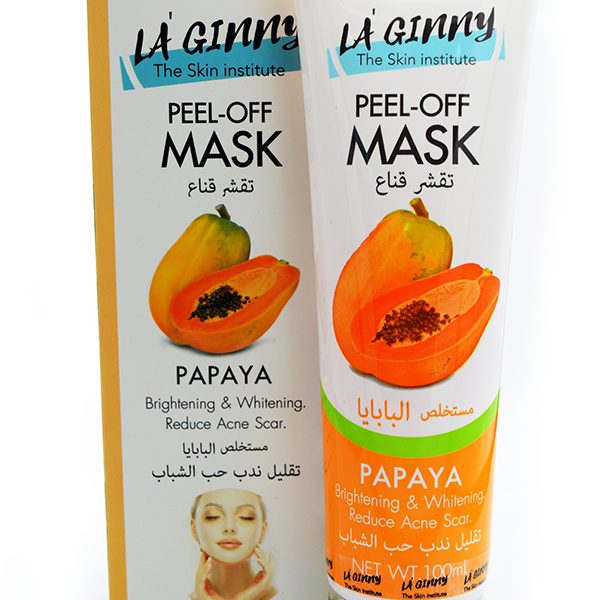 LA' GINNY
The Skin institute
PEEL-OFF
MASK
تقشر قناع
PAPAYA
Brightening & Whitening.
Reduce Acne Scar.
مستخلص البابايا
تقليل ندب حب الشباب
LA' GINNY
The Skin institute
PEEL-OFF
MASK
تقشر قناع
مستخلص البابايا
PAPAYA
Brightening & Whitening.
Reduce Acne Scar.
تقليل ندب حب الشباب
NET WT 100mL
LA' GINNY
The Skin institute